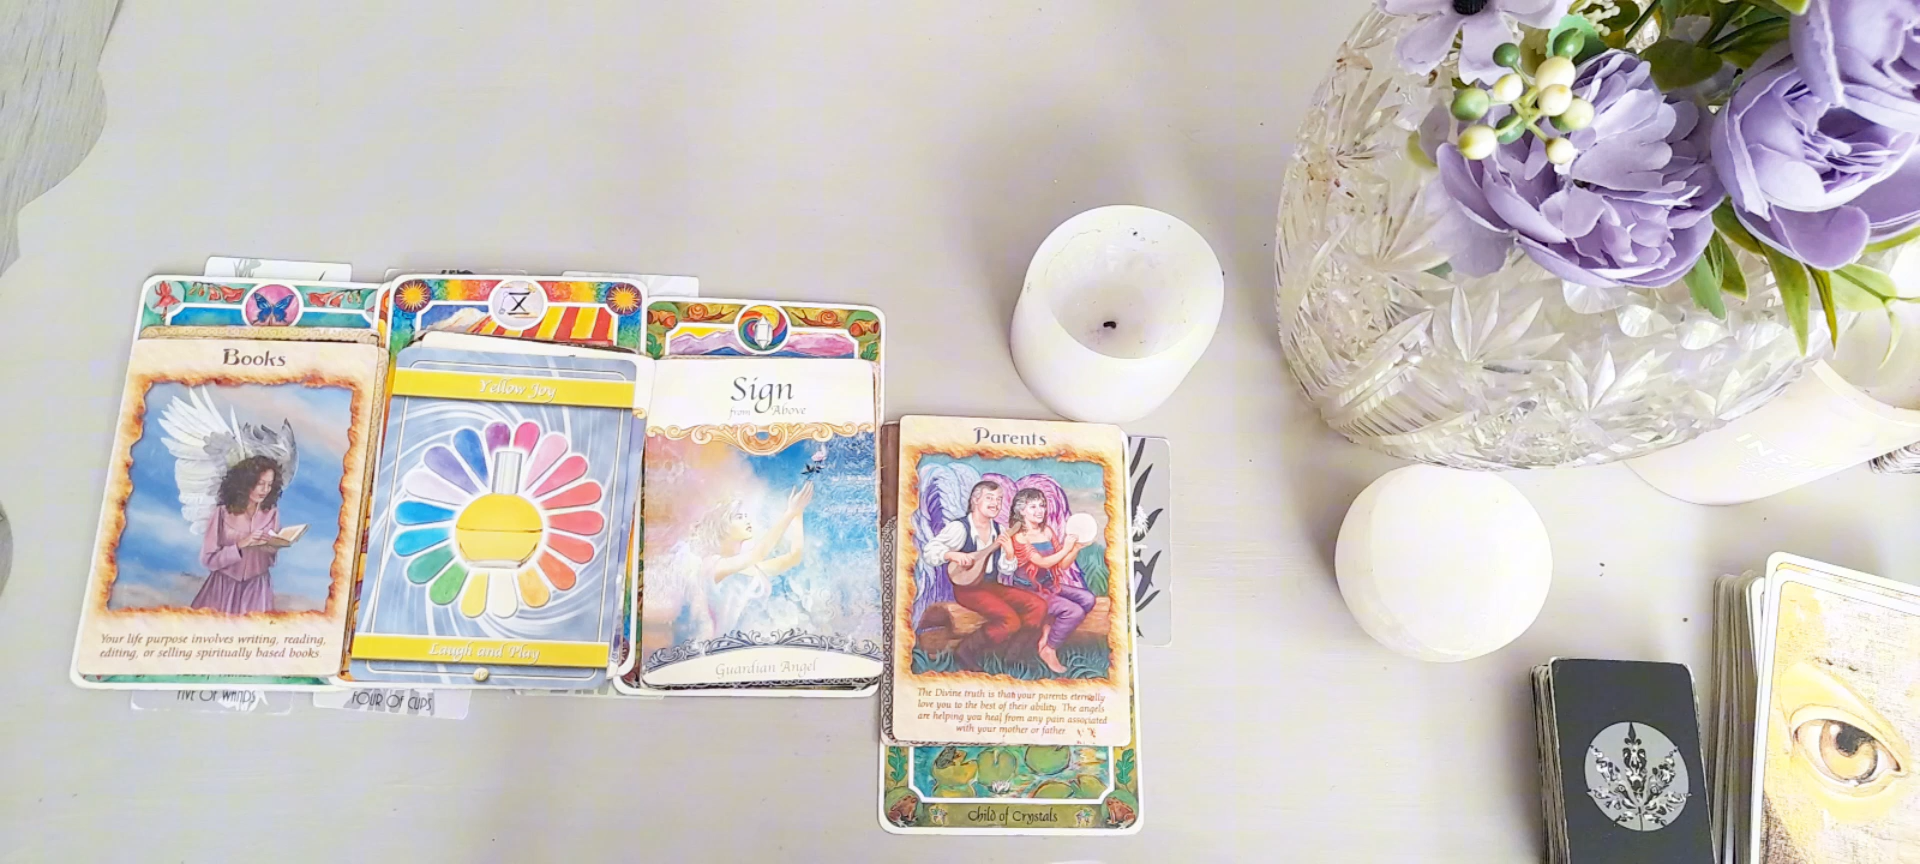 Books
Your life purpose involves writing, reading,
editing, or selling spiritually based books
FIVE OF WANDS
X
Yellow Joy
Laugh and Play
FOUR OF CUPS
Sign
from Above
Guardian Angel
Parents
The Divine truth is that your parents eternally
love you to the best of their ability. The angels
are helping you heal from any pain associated
with your mother or father
Child of Crystals